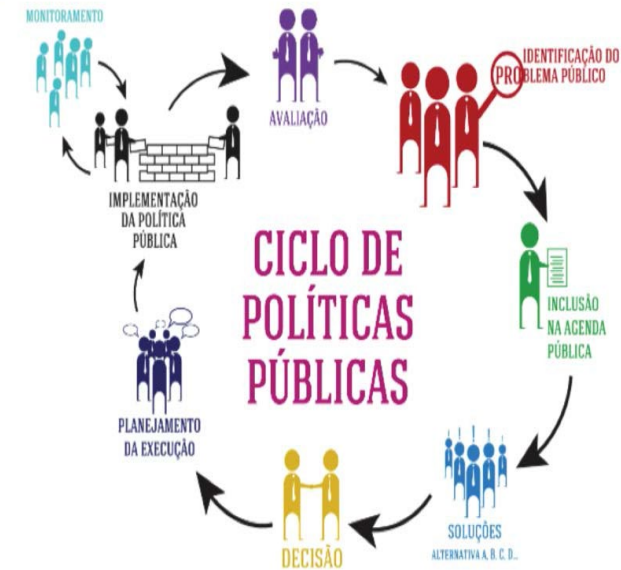 MONITORAMENTO
AVALIAÇÃO
IDENTIFICAÇÃO DO
PROBLEMA PÚBLICO
IMPLEMENTAÇÃO
DA POLÍTICA
PÚBLICA
CICLO DE
POLÍTICAS
PÚBLICAS
INCLUSÃO
NA AGENDA
PÚBLICA
PLANEJAMENTO
DA EXECUÇÃO
SOLUÇÕES
ALTERNATIVA A, B, C, D...
DECISÃO